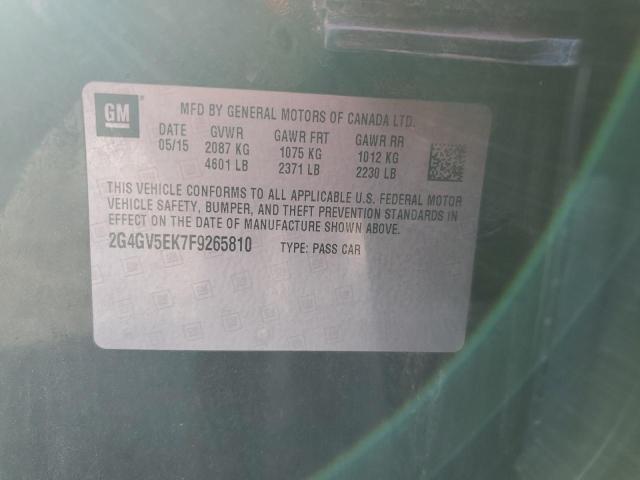 GM
MFD BY GENERAL MOTORS OF CANADA LTD.
DATE GVWR GAWR FRT GAWR RR
05/15 2087 KG 1075 KG 1012 KG
4601 LB 2371 LB 2230 LB
THIS VEHICLE CONFORMS TO ALL APPLICABLE U.S. FEDERAL MOTOR
VEHICLE SAFETY, BUMPER, AND THEFT PREVENTION STANDARDS IN
EFFECT ON THE DATE OF MANUFACTURE SHOWN ABOVE.
2G4GV5EK7F9265810 TYPE: PASS CAR